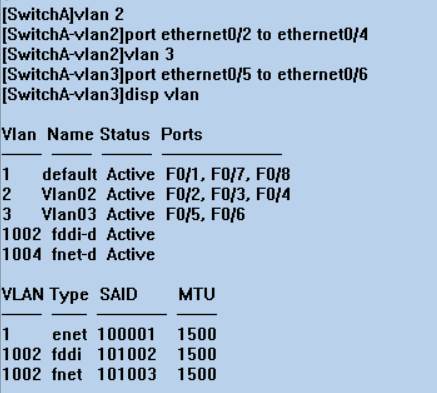 [SwitchA]vlan 2
[SwitchA-vlan2]port ethernet0/2 to ethernet0/4
[SwitchA-vlan2]vlan 3
[SwitchA-vlan3]port ethernet0/5 to ethernet0/6
[SwitchA-vlan3]disp vlan
Vlan Name Status Ports
1 default Active F0/1, F0/7, F0/8
2 Vlan02 Active F0/2, F0/3, F0/4
3 Vlan03 Active F0/5, F0/6
1002 fddi-d Active
1004 fnet-d Active
VLAN Type SAID MTU
1 enet 100001 1500
1002 fddi 101002 1500
1002 fnet 101003 1500